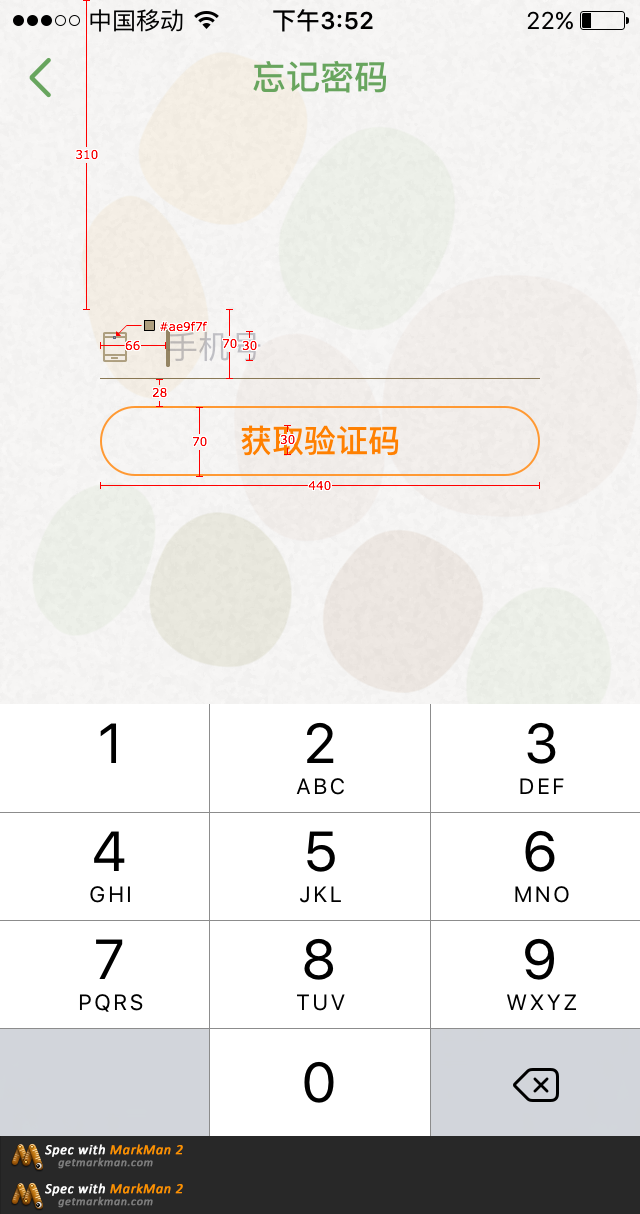 中国移动 下午3:52 22%
忘记密码
310
#ae9f7f
66 手机号 70 30
28
70 获取验证码 30
440
1 2 3
ABC DEF
4 5 6
GHI JKL MNO
7 8 9
PQRS TUV WXYZ
0
Spec with MarkMan 2
getmarkman.com
Spec with MarkMan 2
getmarkman.com